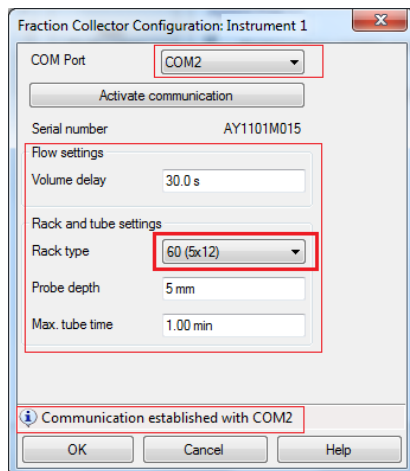 Fraction Collector Configuration: Instrument 1
COM Port COM2
Activate communication
Serial number AY1101M015
Flow settings
Volume delay 30.0 s
Rack and tube settings
Rack type 60 (5x12)
Probe depth 5 mm
Max. tube time 1.00 min
Communication established with COM2
OK Cancel Help